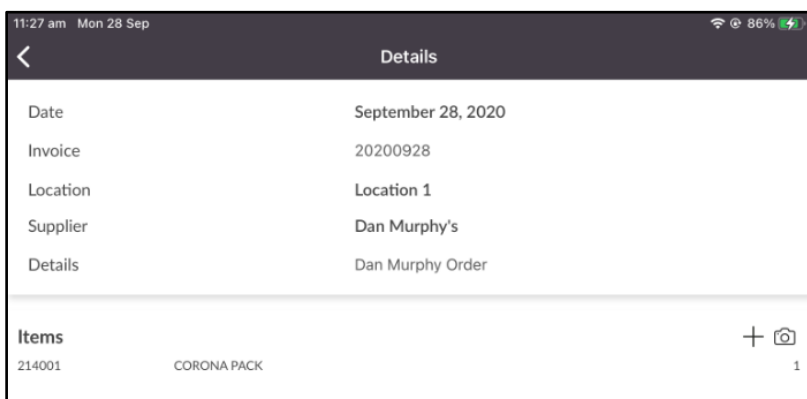 11:27 am Mon 28 Sep 86%
Details
Date September 28, 2020
Invoice 20200928
Location Location 1
Supplier Dan Murphy's
Details Dan Murphy Order
Items
214001 CORONA PACK 1